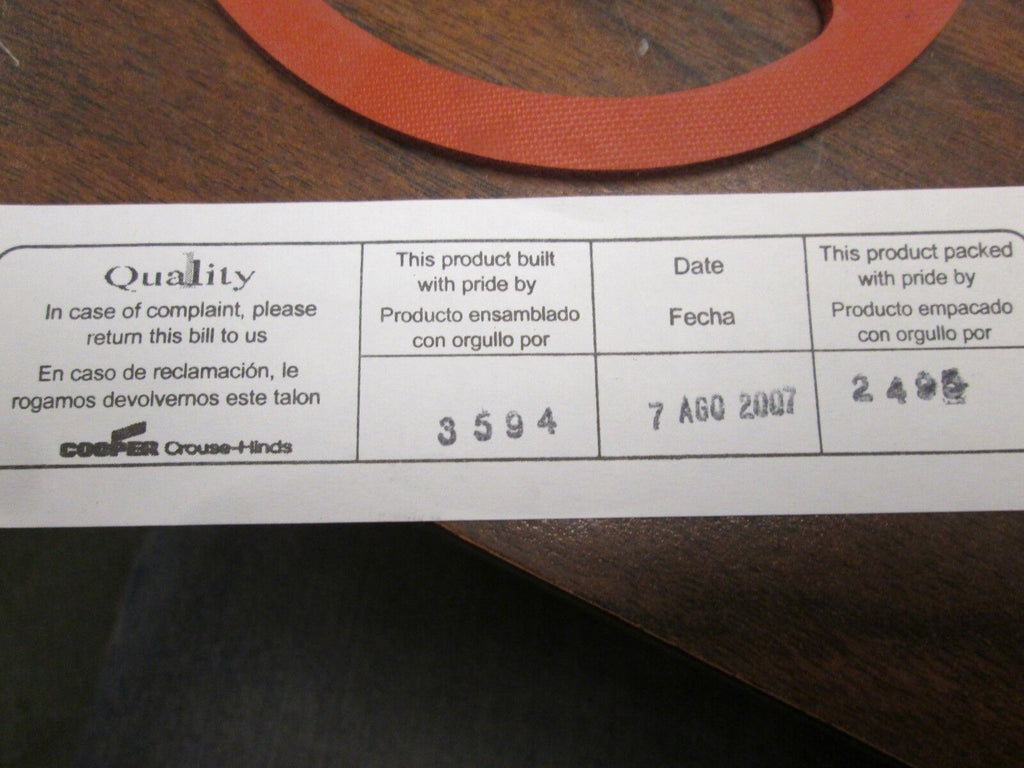 Quality
In case of complaint, please
return this bill to us
En caso de reclamación, le
rogamos devolvernos este talon
COOPER Crouse-Hinds
This product built
with pride by
Producto ensamblado
con orgullo por
3594
Date
Fecha
7 AGO 2007
This product packed
with pride by
Producto empacado
con orgullo por